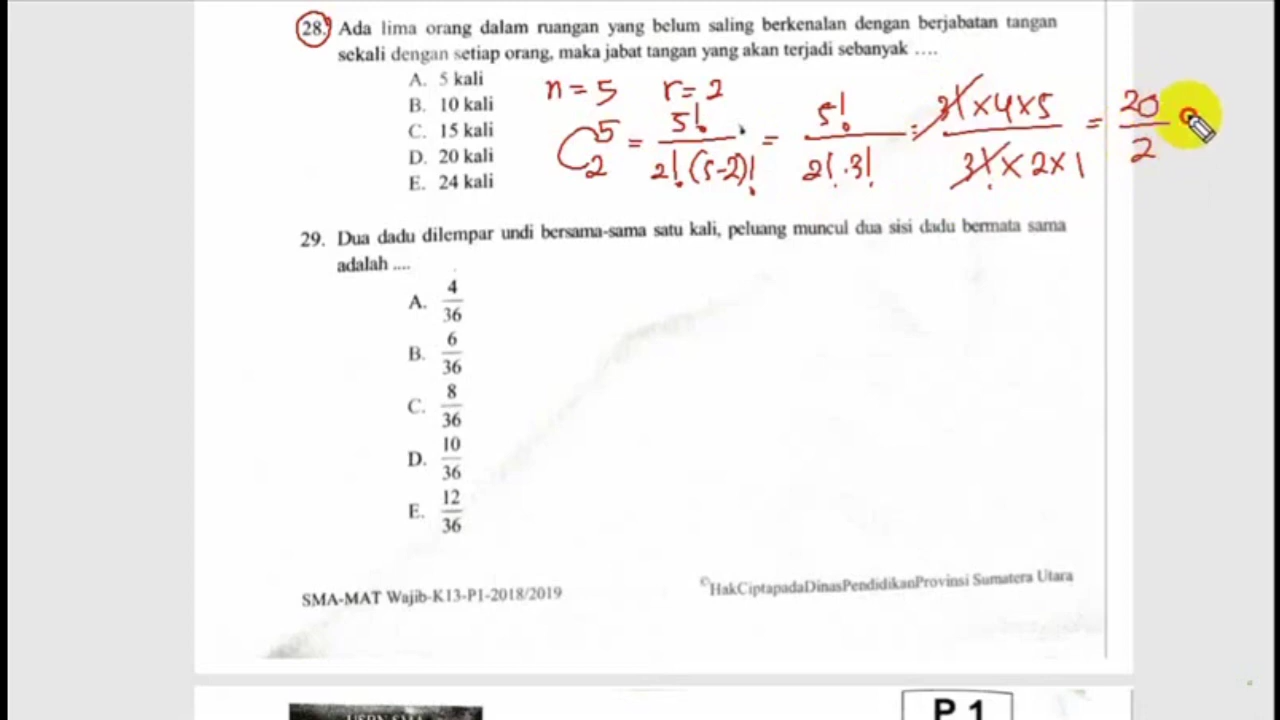 28. Ada lima orang dalam ruangan yang belum saling berkenalan dengan berjabatan tangan
sekali dengan setiap orang, maka jabat tangan yang akan terjadi sebanyak ....
A. 5 kali
B. 10 kali
C. 15 kali
D. 20 kali
E. 24 kali
n = 5 r = 2
C⁵₂ = 5!/2!(5-2)! = 5!/2!.3! = 3!×4×5/3!×2×1 = 20/2
29. Dua dadu dilempar undi bersama-sama satu kali, peluang muncul dua sisi dadu bermata sama
adalah ....
A. 4/36
B. 6/36
C. 8/36
D. 10/36
E. 12/36
SMA-MAT Wajib-K13-P1-2018/2019
©HakCiptapadaDinasPendidikanProvinsi Sumatera Utara
P 1